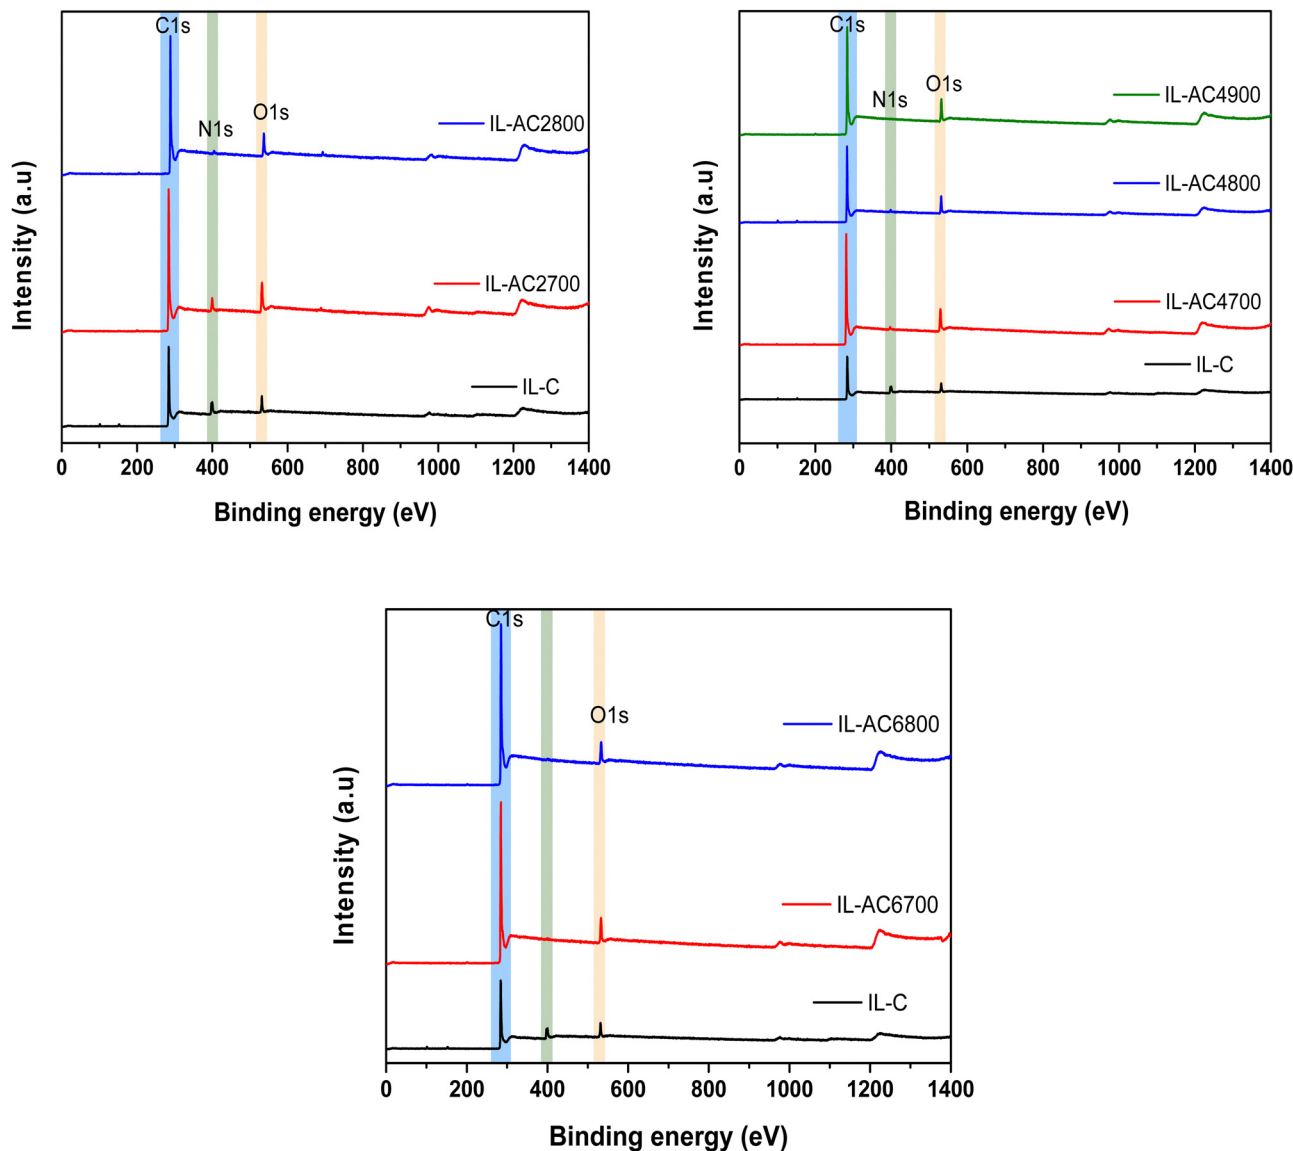 C1s
N1s
O1s
IL-AC2800
IL-AC2700
IL-C
Intensity (a.u)
0 200 400 600 800 1000 1200 1400
Binding energy (eV)
C1s
N1s
O1s
IL-AC4900
IL-AC4800
IL-AC4700
IL-C
Intensity (a.u)
0 200 400 600 800 1000 1200 1400
Binding energy (eV)
C1s
O1s
IL-AC6800
IL-AC6700
IL-C
Intensity (a.u)
0 200 400 600 800 1000 1200 1400
Binding energy (eV)